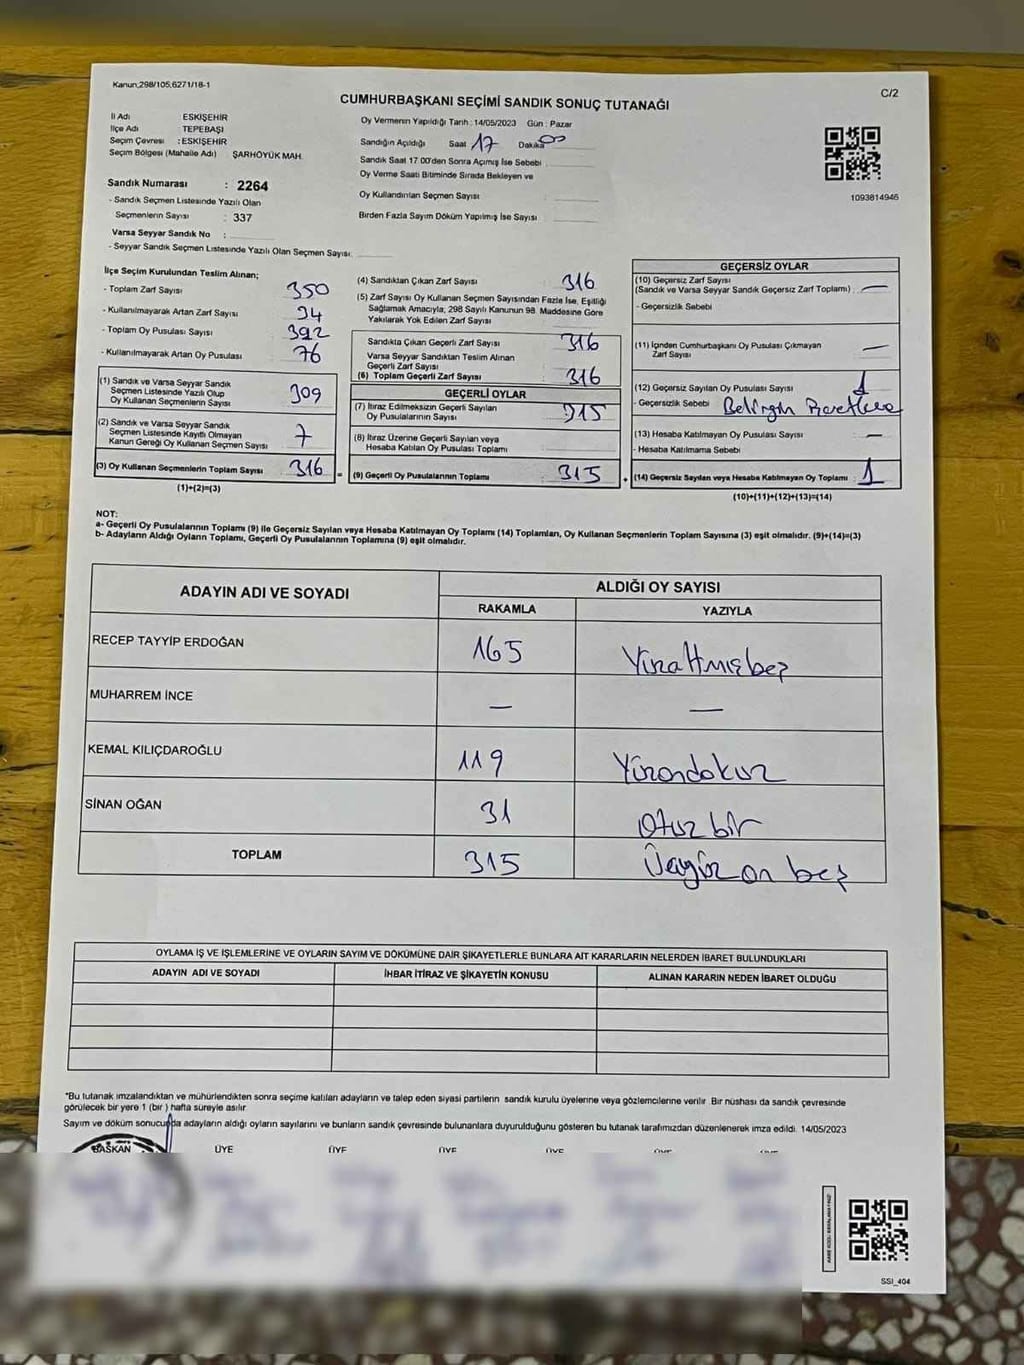 Kanun;298/105,6271/18-1
C/2
CUMHURBAŞKANI SEÇİMİ SANDIK SONUÇ TUTANAĞI
İl Adı ESKİŞEHİR
İlçe Adı TEPEBAŞI
Seçim Çevresi : ESKİŞEHİR
Seçim Bölgesi (Mahalle Adı) ŞARHÖYÜK MAH.
Sandık Numarası : 2264
- Sandık Seçmen Listesinde Yazılı Olan
Seçmenlerin Sayısı : 337
Varsa Seyyar Sandık No :
- Seyyar Sandık Seçmen Listesinde Yazılı Olan Seçmen Sayısı
Oy Vermenin Yapıldığı Tarih : 14/05/2023 Gün : Pazar
Sandığın Açıldığı Saat 17 Dakika 00
Sandık Saat 17.00'den Sonra Açımış İse Sebebi
Oy Verme Saati Bitiminde Sırada Bekleyen ve
Oy Kullandırılan Seçmen Sayısı
Birden Fazla Sayım Döküm Yapılmış İse Sayısı
1093814946
İlçe Seçim Kurulundan Teslim Alınan;
- Toplam Zarf Sayısı 350
- Kullanılmayarak Artan Zarf Sayısı 34
- Toplam Oy Pusulası Sayısı 392
- Kullanılmayarak Artan Oy Pusulası 76
(1) Sandık ve Varsa Seyyar Sandık
Seçmen Listesinde Yazılı Olup
Oy Kullanan Seçmenlerin Sayısı 309
(2) Sandık ve Varsa Seyyar Sandık
Seçmen Listesinde Kayıtlı Olmayan
Kanun Gereği Oy Kullanan Seçmen Sayısı 7
(3) Oy Kullanan Seçmenlerin Toplam Sayısı 316 =
(1)+(2)=(3)
(4) Sandıktan Çıkan Zarf Sayısı 316
(5) Zarf Sayısı Oy Kullanan Seçmen Sayısından Fazla İse, Eşitliği
Sağlamak Amacıyla; 298 Sayılı Kanunun 98. Maddesine Göre
Yakılarak Yok Edilen Zarf Sayısı
Sandıkta Çıkan Geçerli Zarf Sayısı 316
Varsa Seyyar Sandıktan Teslim Alınan
Geçerli Zarf Sayısı
(6) Toplam Geçerli Zarf Sayısı 316
GEÇERLİ OYLAR
(7) İtiraz Edilmeksizin Geçerli Sayılan
Oy Pusulalarının Sayısı 315
(8) İtiraz Üzerine Geçerli Sayılan veya
Hesaba Katılan Oy Pusulası Toplamı
(9) Geçerli Oy Pusulalarının Toplamı 315 +
GEÇERSİZ OYLAR
(10) Geçersiz Zarf Sayısı
(Sandık ve Varsa Seyyar Sandık Geçersiz Zarf Toplamı) —
- Geçersizlik Sebebi
(11) İçinden Cumhurbaşkanı Oy Pusulası Çıkmayan
Zarf Sayısı —
(12) Geçersiz Sayılan Oy Pusulası Sayısı 1
- Geçersizlik Sebebi
(13) Hesaba Katılmayan Oy Pusulası Sayısı —
- Hesaba Katılmama Sebebi
(14) Geçersiz Sayılan veya Hesaba Katılmayan Oy Toplamı : 1
(10)+(11)+(12)+(13)=(14)
NOT:
a- Geçerli Oy Pusulalarının Toplamı (9) ile Geçersiz Sayılan veya Hesaba Katılmayan Oy Toplamı (14) Toplamları, Oy Kullanan Seçmenlerin Toplam Sayısına (3) eşit olmalıdır. (9)+(14)=(3)
b- Adayların Aldığı Oyların Toplamı, Geçerli Oy Pusulalarının Toplamına (9) eşit olmalıdır.
ADAYIN ADI VE SOYADI ALDIĞI OY SAYISI
RAKAMLA YAZIYLA
RECEP TAYYİP ERDOĞAN 165 Yüzaltmışbeş
MUHARREM İNCE — —
KEMAL KILIÇDAROĞLU 119 Yüzondokuz
SİNAN OĞAN 31 Otuz bir
TOPLAM 315 Üçyüz on beş
OYLAMA İŞ VE İŞLEMLERİNE VE OYLARIN SAYIM VE DÖKÜMÜNE DAİR ŞİKAYETLERLE BUNLARA AİT KARARLARIN NELERDEN İBARET BULUNDUKLARI
ADAYIN ADI VE SOYADI İHBAR İTİRAZ VE ŞİKAYETİN KONUSU ALINAN KARARIN NEDEN İBARET OLDUĞU
"Bu tutanak imzalandıktan ve mühürlendikten sonra seçime katılan adayların ve talep eden siyasi partilerin sandık kurulu üyelerine veya gözlemcilerine verilir. Bir nüshası da sandık çevresinde
görülecek bir yere 1 (bir ) hafta süreyle asılır.
Sayım ve döküm sonucunda adayların aldığı oyların sayılarını ve bunların sandık çevresinde bulunanlara duyurulduğunu gösteren bu tutanak tarafımızdan düzenlenerek imza edildi. 14/05/2023
BAŞKAN ÜYE ÜYE ÜYE ÜYE
SSI_404